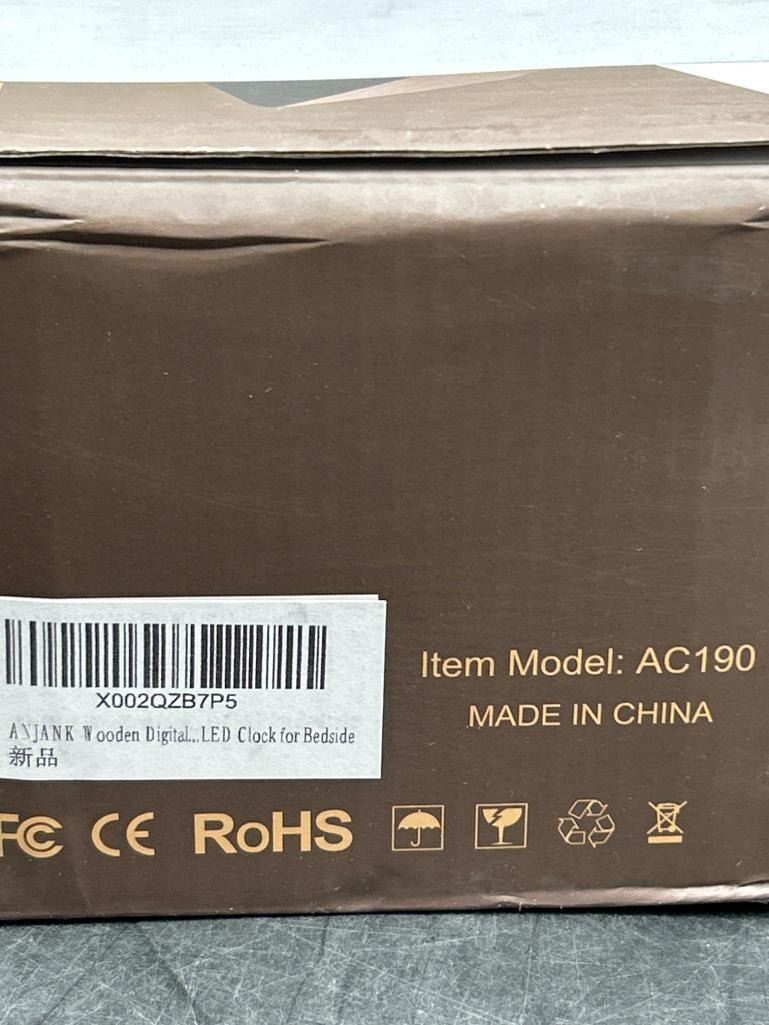 X002QZB7P5
ANJANK Wooden Digital...LED Clock for Bedside
新品
Item Model: AC190
MADE IN CHINA
FC CE RoHS